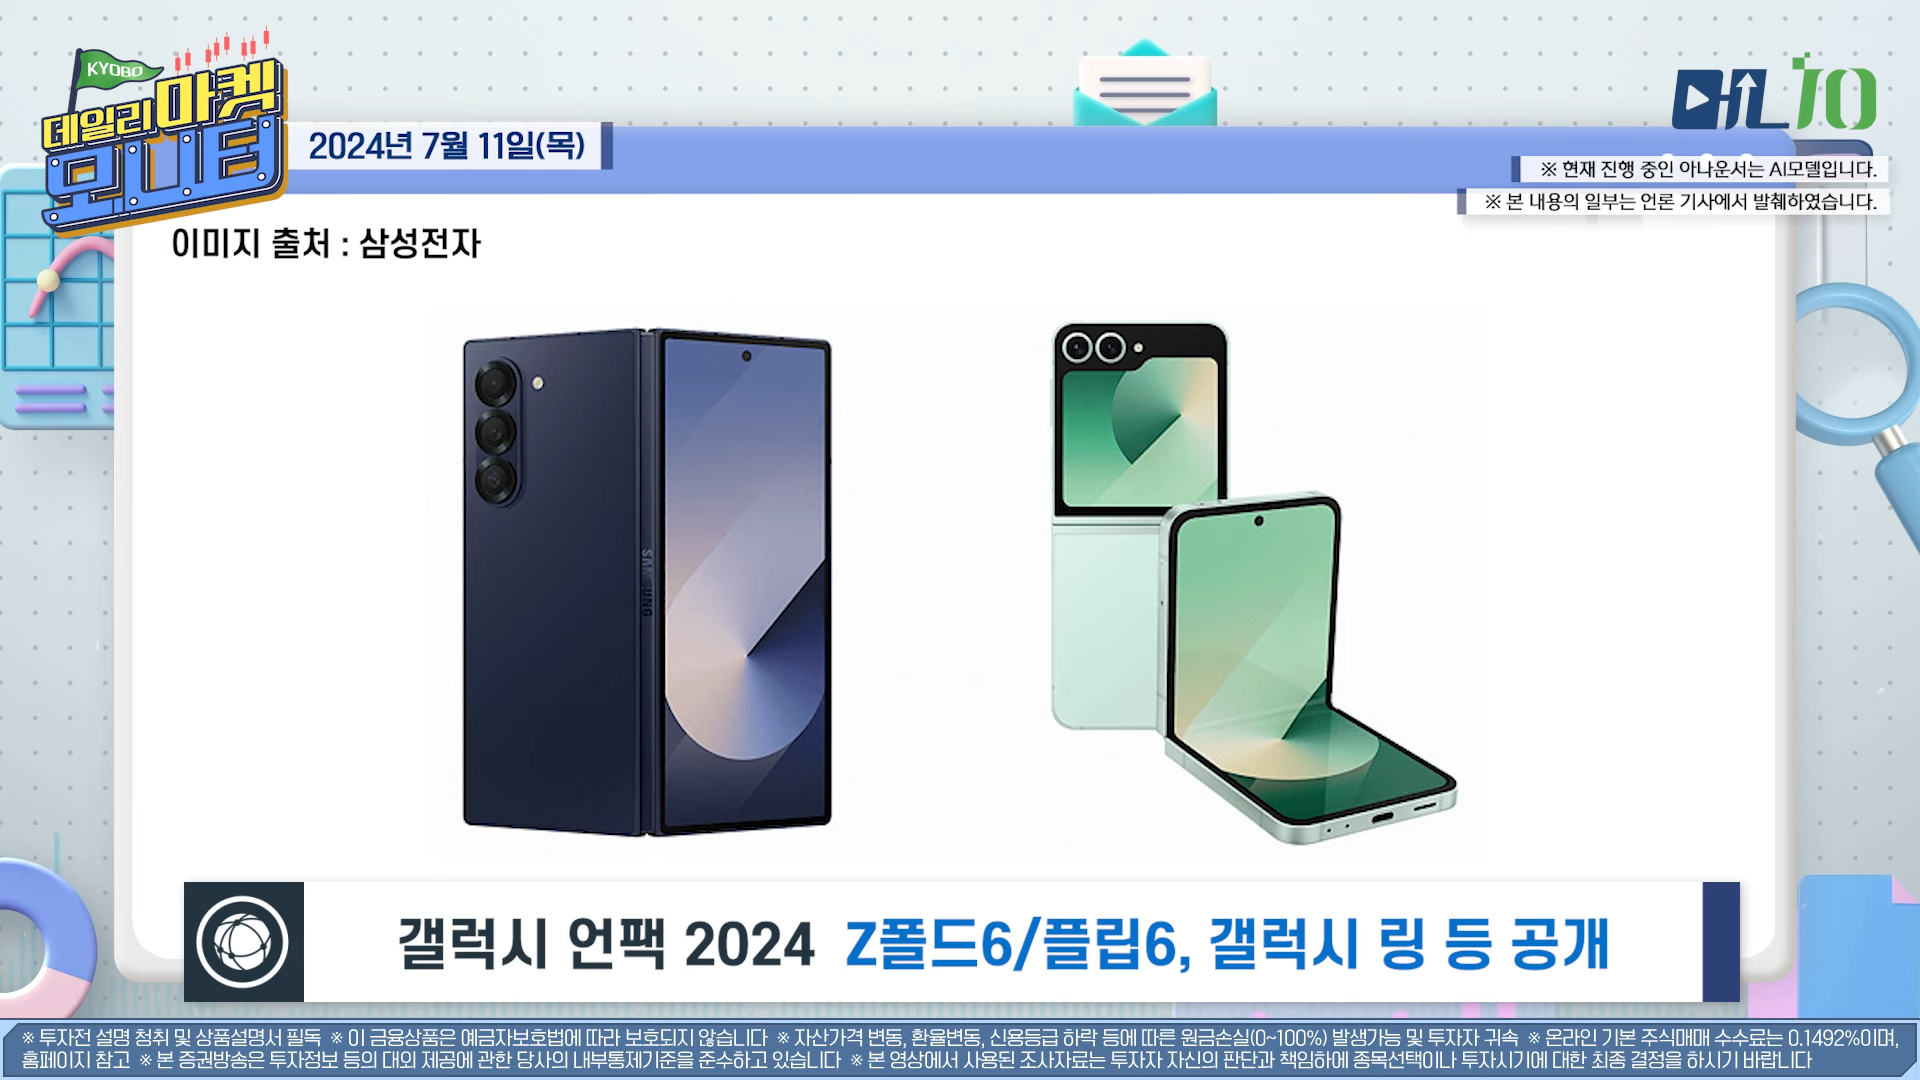 KYOBO
데일리 마켓
모니터
2024년 7월 11일(목)
머니10
※ 현재 진행 중인 아나운서는 AI모델입니다.
※ 본 내용의 일부는 언론 기사에서 발췌하였습니다.
이미지 출처 : 삼성전자
SAMSUNG
갤럭시 언팩 2024 Z폴드6/플립6, 갤럭시 링 등 공개
※ 투자전 설명 청취 및 상품설명서 필독 ※ 이 금융상품은 예금자보호법에 따라 보호되지 않습니다 ※ 자산가격 변동, 환율변동, 신용등급 하락 등에 따른 원금손실(0~100%) 발생가능 및 투자자 귀속 ※ 온라인 기본 주식매매 수수료는 0.1492%이며,
홈페이지 참고 ※ 본 증권방송은 투자정보 등의 대외 제공에 관한 당사의 내부통제기준을 준수하고 있습니다 ※ 본 영상에서 사용된 조사자료는 투자자 자신의 판단과 책임하에 종목선택이나 투자시기에 대한 최종 결정을 하시기 바랍니다